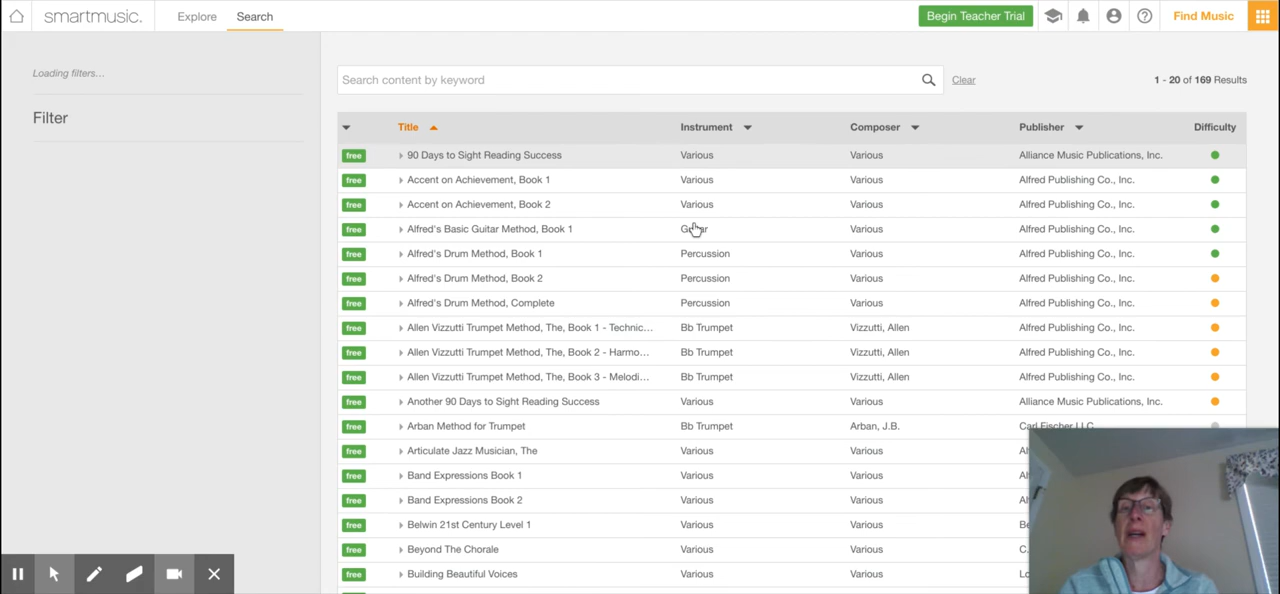 smartmusic. Explore Search Begin Teacher Trial Find Music
Loading filters...
Filter
Search content by keyword Clear 1 - 20 of 169 Results
Title Instrument Composer Publisher Difficulty
free 90 Days to Sight Reading Success Various Various Alliance Music Publications, Inc.
free Accent on Achievement, Book 1 Various Various Alfred Publishing Co., Inc.
free Accent on Achievement, Book 2 Various Various Alfred Publishing Co., Inc.
free Alfred's Basic Guitar Method, Book 1 Guitar Various Alfred Publishing Co., Inc.
free Alfred's Drum Method, Book 1 Percussion Various Alfred Publishing Co., Inc.
free Alfred's Drum Method, Book 2 Percussion Various Alfred Publishing Co., Inc.
free Alfred's Drum Method, Complete Percussion Various Alfred Publishing Co., Inc.
free Allen Vizzutti Trumpet Method, The, Book 1 - Technic... Bb Trumpet Vizzutti, Allen Alfred Publishing Co., Inc.
free Allen Vizzutti Trumpet Method, The, Book 2 - Harmo... Bb Trumpet Vizzutti, Allen Alfred Publishing Co., Inc.
free Allen Vizzutti Trumpet Method, The, Book 3 - Melodi... Bb Trumpet Vizzutti, Allen Alfred Publishing Co., Inc.
free Another 90 Days to Sight Reading Success Various Various Alliance Music Publications, Inc.
free Arban Method for Trumpet Bb Trumpet Arban, J.B. Carl Fischer LLC
free Articulate Jazz Musician, The Various Various
free Band Expressions Book 1 Various Various
free Band Expressions Book 2 Various Various
free Belwin 21st Century Level 1 Various Various Be
free Beyond The Chorale Various Various C.
free Building Beautiful Voices Various Various Lo